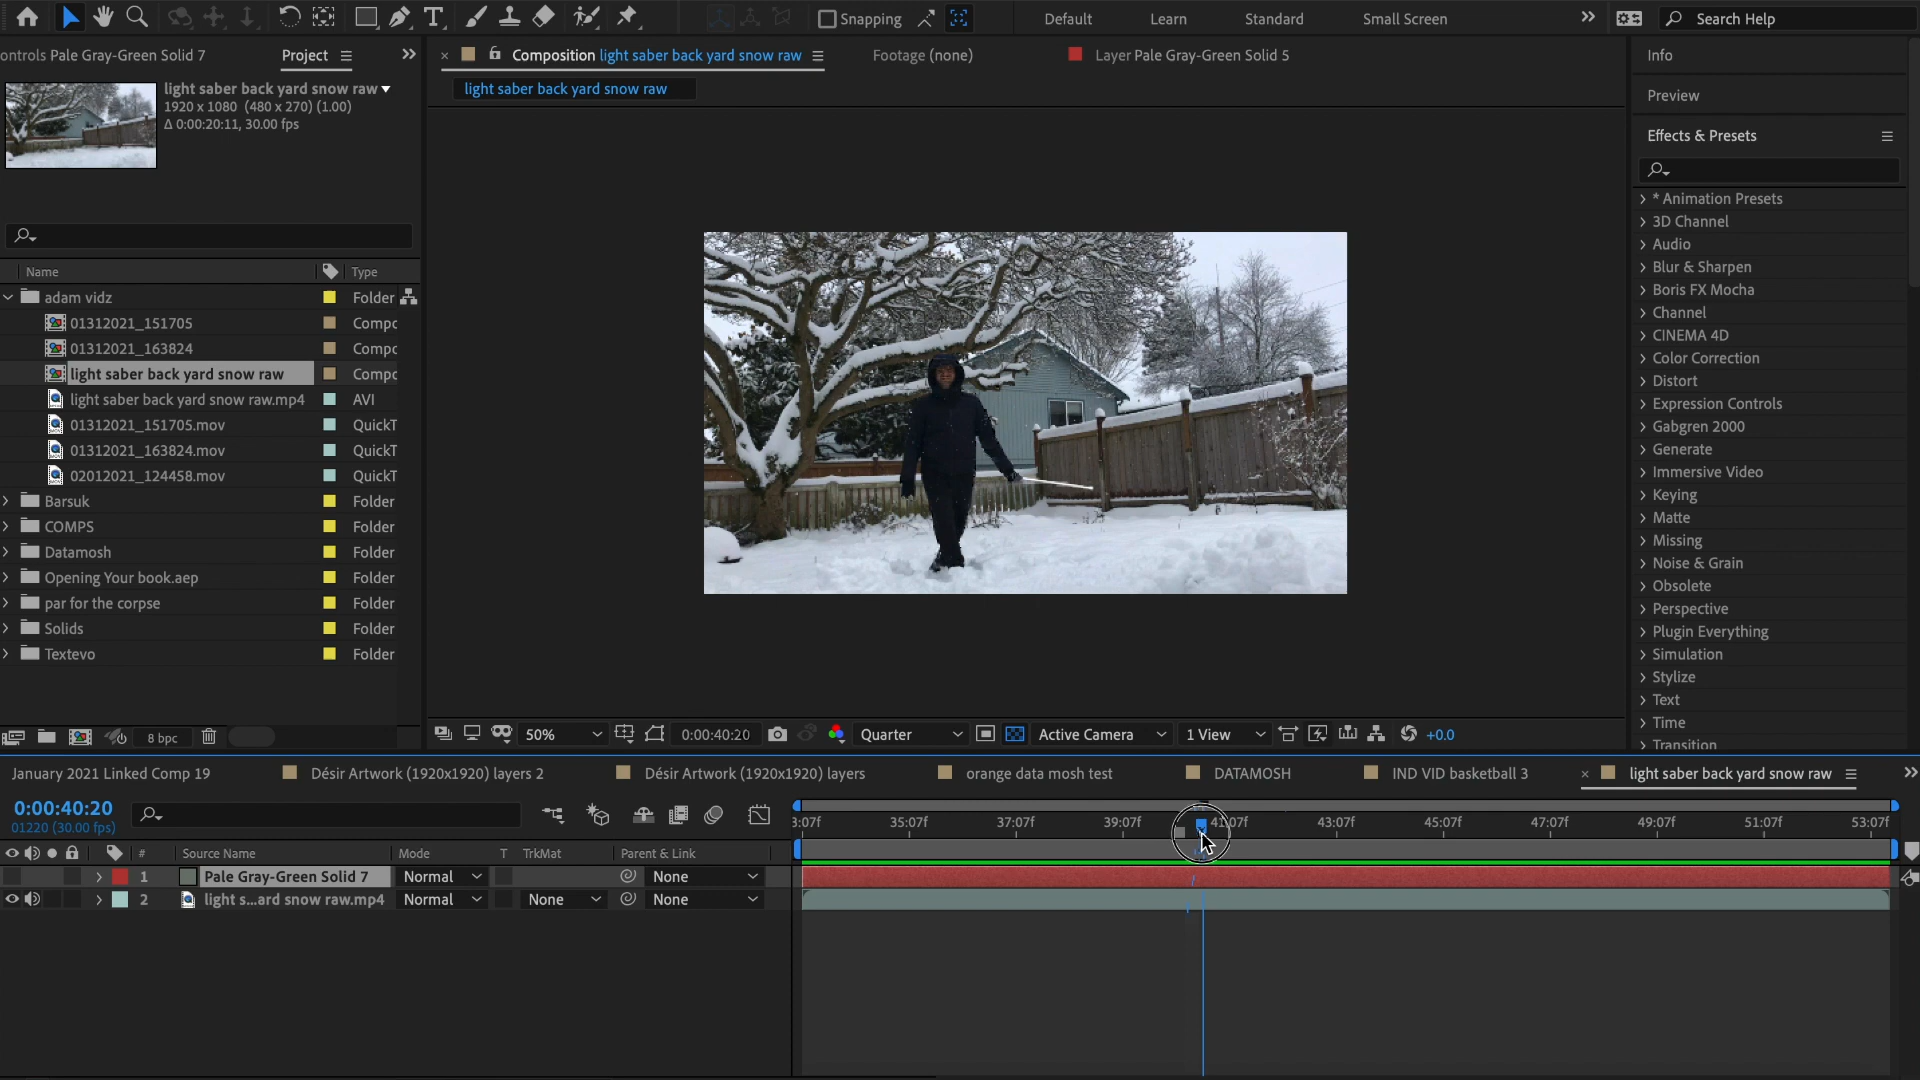 Snapping
Default
Learn
Standard
Small Screen
Search Help
ontrols Pale Gray-Green Solid 7
Project
Composition light saber back yard snow raw
Footage (none)
Layer Pale Gray-Green Solid 5
Info
light saber back yard snow raw
1920 x 1080 (480 x 270) (1.00)
Δ 0:00:20:11, 30.00 fps
light saber back yard snow raw
Preview
Effects & Presets
Name
Type
adam vidz Folder
01312021_151705 Compc
01312021_163824 Compc
light saber back yard snow raw Compc
light saber back yard snow raw.mp4 AVI
01312021_151705.mov QuickT
01312021_163824.mov QuickT
02012021_124458.mov QuickT
Barsuk Folder
COMPS Folder
Datamosh Folder
Opening Your book.aep Folder
par for the corpse Folder
Solids Folder
Textevo Folder
* Animation Presets
3D Channel
Audio
Blur & Sharpen
Boris FX Mocha
Channel
CINEMA 4D
Color Correction
Distort
Expression Controls
Gabgren 2000
Generate
Immersive Video
Keying
Matte
Missing
Noise & Grain
Obsolete
Perspective
Plugin Everything
Simulation
Stylize
Text
Time
Transition
8 bpc
50%
0:00:40:20
Quarter
Active Camera
1 View
+0.0
January 2021 Linked Comp 19
Désir Artwork (1920x1920) layers 2
Désir Artwork (1920x1920) layers
orange data mosh test
DATAMOSH
IND VID basketball 3
light saber back yard snow raw
0:00:40:20
01220 (30.00 fps)
3:07f 35:07f 37:07f 39:07f 41:07f 43:07f 45:07f 47:07f 49:07f 51:07f 53:07f
# Source Name Mode T TrkMat Parent & Link
1 Pale Gray-Green Solid 7 Normal None
2 light s...ard snow raw.mp4 Normal None None